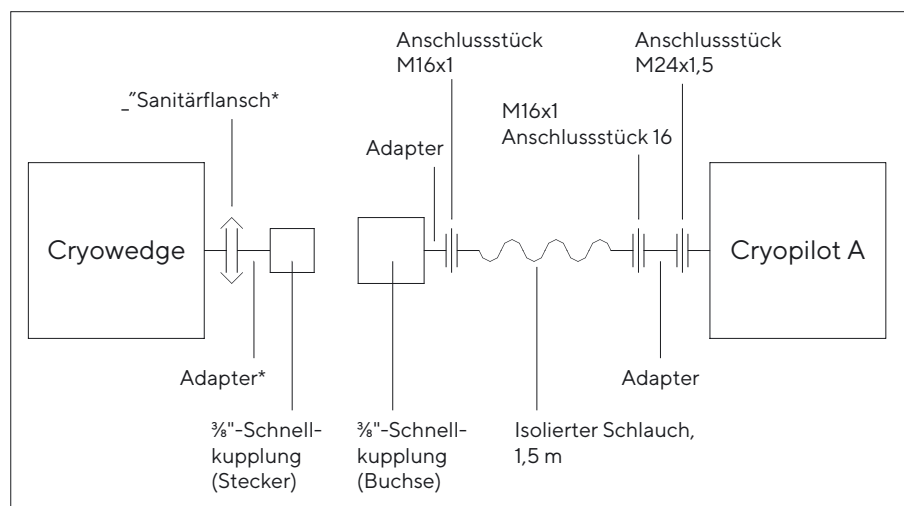 Anschlussstück
M16x1
Anschlussstück
M24x1,5
_"Sanitärflansch*
M16x1
Anschlussstück 16
Adapter
Cryowedge
Cryopilot A
Adapter*
Adapter
⅜"-Schnell-
kupplung
(Stecker)
⅜"-Schnell-
kupplung
(Buchse)
Isolierter Schlauch,
1,5 m